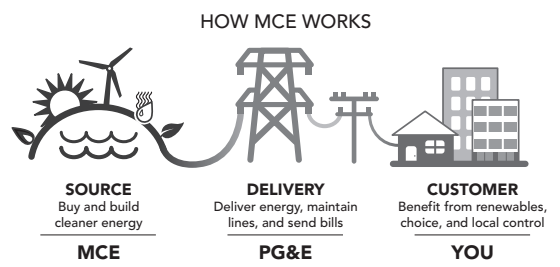 HOW MCE WORKS
SOURCE
Buy and build
cleaner energy
MCE
DELIVERY
Deliver energy, maintain
lines, and send bills
PG&E
CUSTOMER
Benefit from renewables,
choice, and local control
YOU